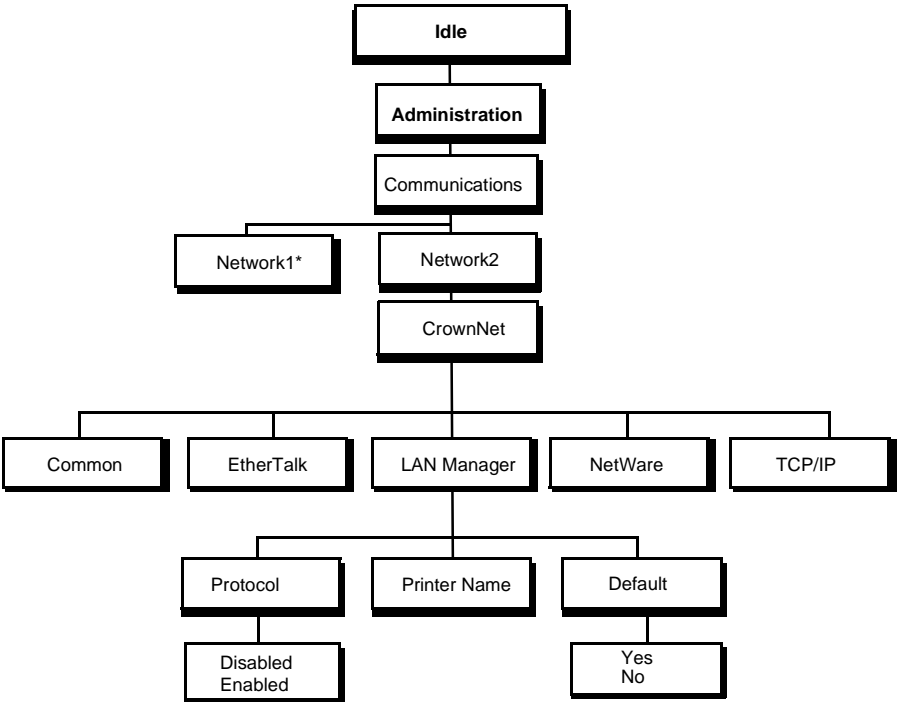 Idle
Administration
Communications
Network1*
Network2
CrownNet
Common
EtherTalk
LAN Manager
NetWare
TCP/IP
Protocol
Printer Name
Default
Disabled
Enabled
Yes
No